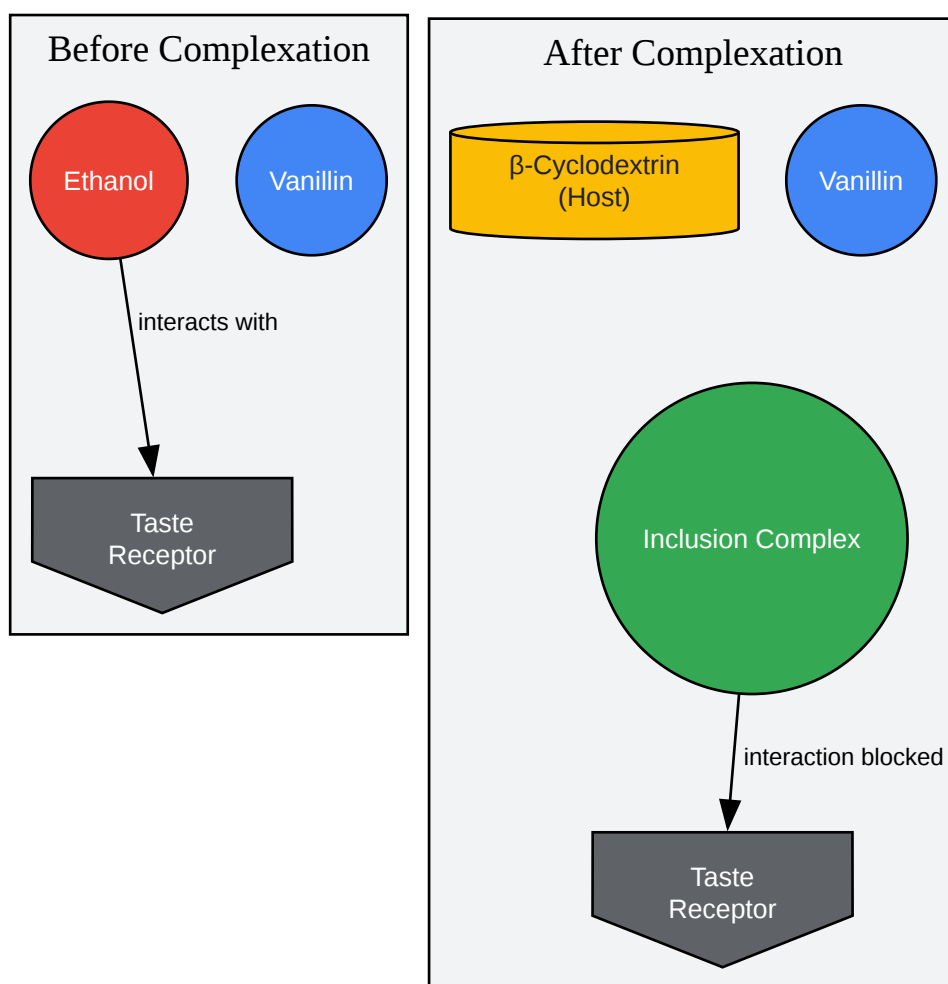 Before Complexation
Ethanol
Vanillin
interacts with
Taste
Receptor
After Complexation
β-Cyclodextrin
(Host)
Vanillin
Inclusion Complex
interaction blocked
Taste
Receptor